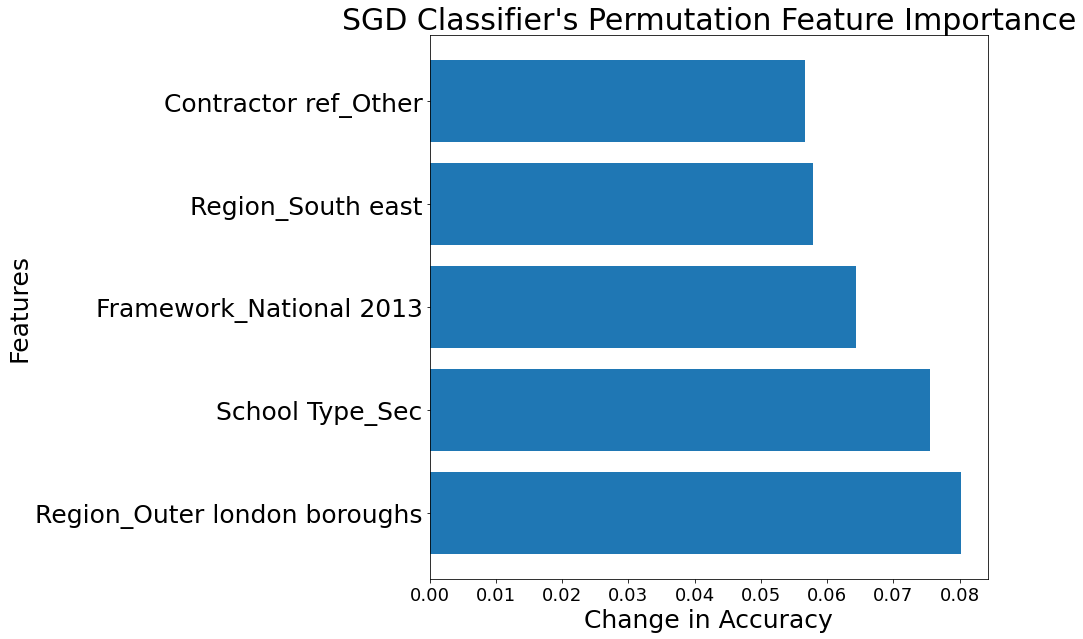 SGD Classifier's Permutation Feature Importance
Contractor ref_Other
Region_South east
Framework_National 2013
School Type_Sec
Region_Outer london boroughs
Features
0.00 0.01 0.02 0.03 0.04 0.05 0.06 0.07 0.08
Change in Accuracy